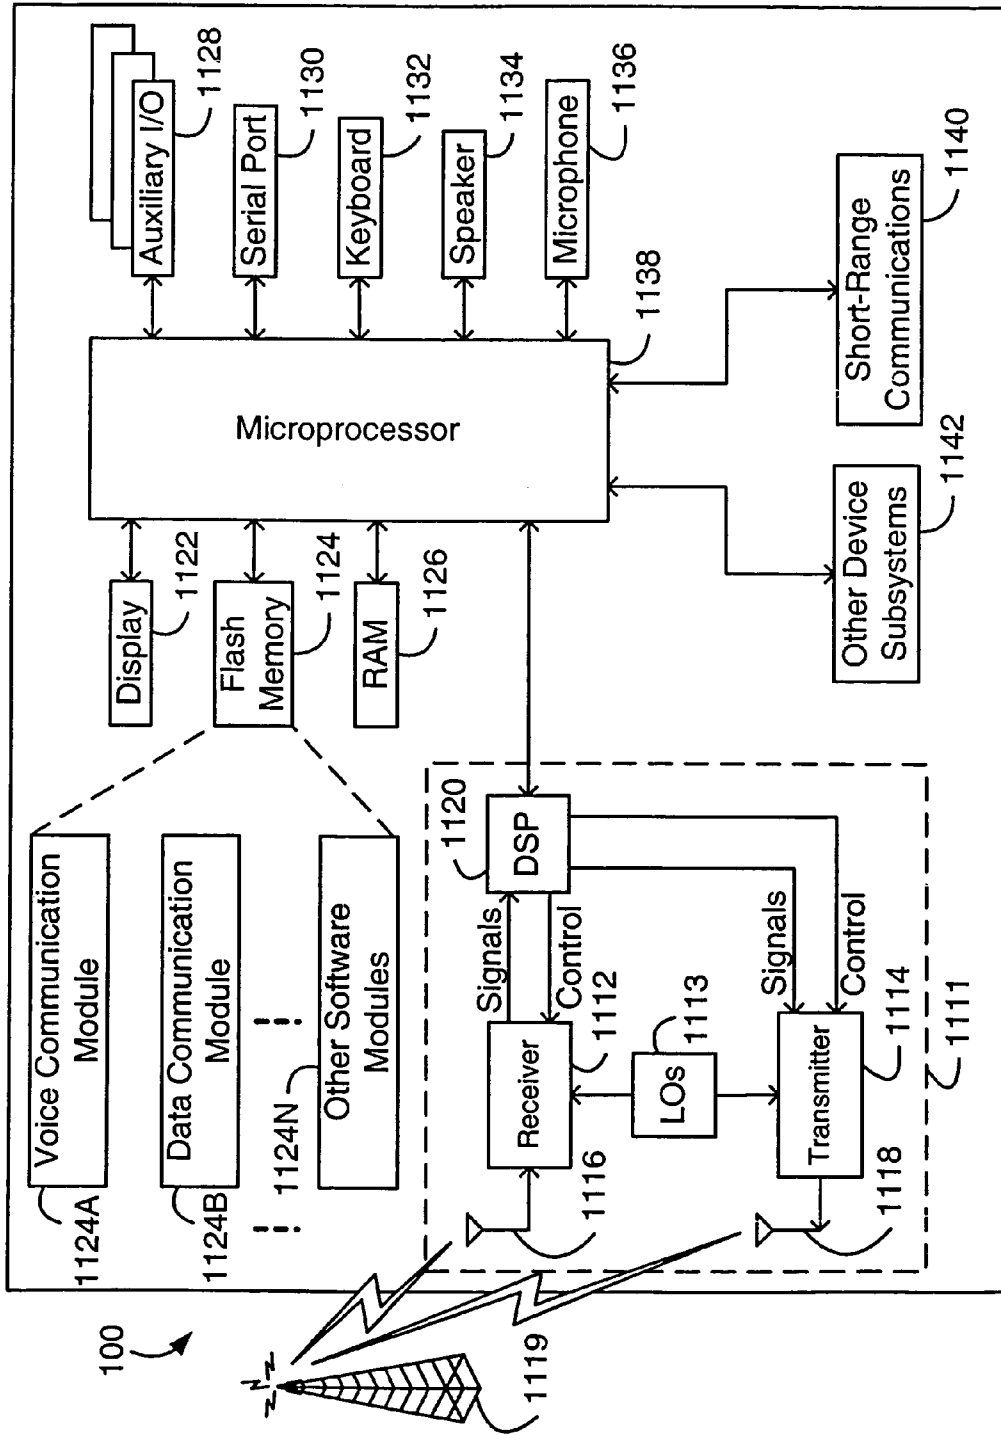 100
1119
Voice Communication
Module
1124A
Data Communication
Module
1124B
Other Software
Modules
1124N
Display
1122
Flash
Memory
1124
RAM
1126
Microprocessor
1138
Auxiliary I/O
1128
Serial Port
1130
Keyboard
1132
Speaker
1134
Microphone
1136
Short-Range
Communications
1140
Other Device
Subsystems
1142
DSP
1120
Signals
Control
Receiver
1112
1116
LOs
1113
Signals
Control
Transmitter
1114
1118
1111